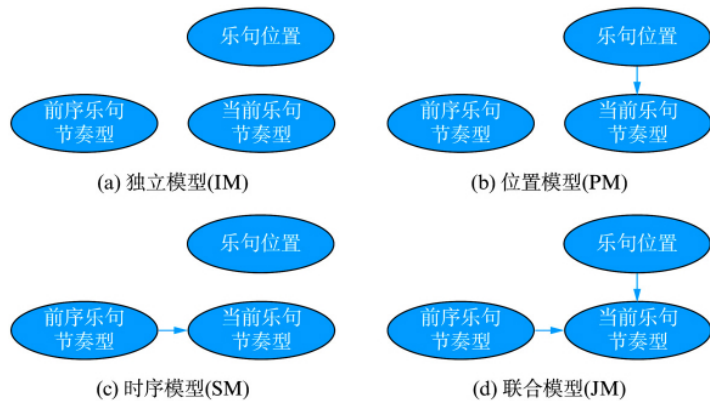 乐句位置
前序乐句
节奏型
当前乐句
节奏型
(a) 独立模型(IM)
乐句位置
前序乐句
节奏型
当前乐句
节奏型
(b) 位置模型(PM)
乐句位置
前序乐句
节奏型
当前乐句
节奏型
(c) 时序模型(SM)
乐句位置
前序乐句
节奏型
当前乐句
节奏型
(d) 联合模型(JM)